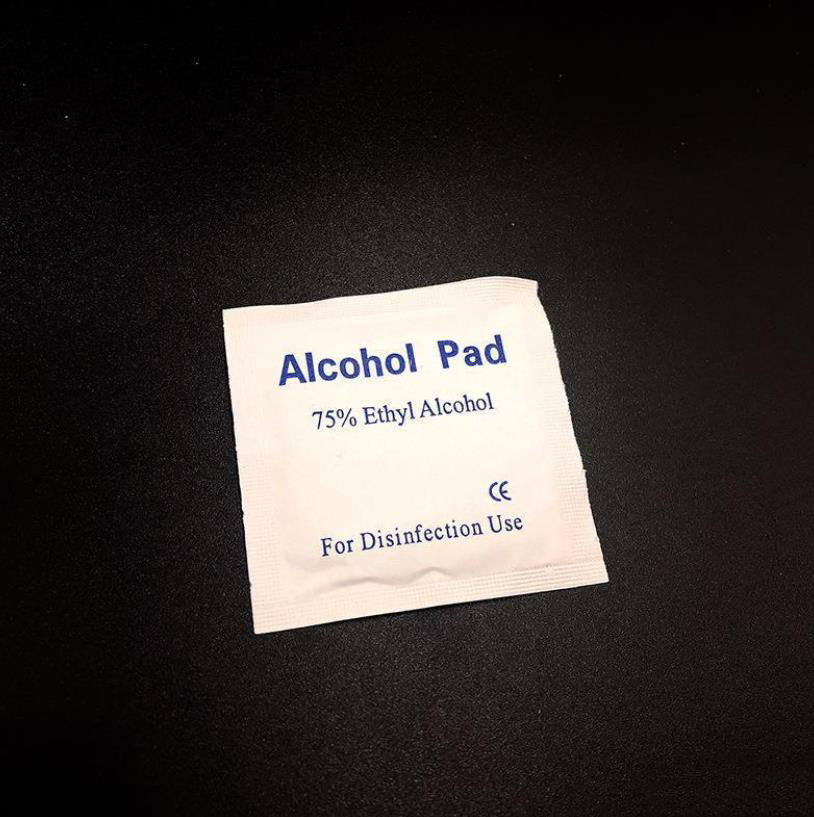 Alcohol Pad
75% Ethyl Alcohol
CE
For Disinfection Use